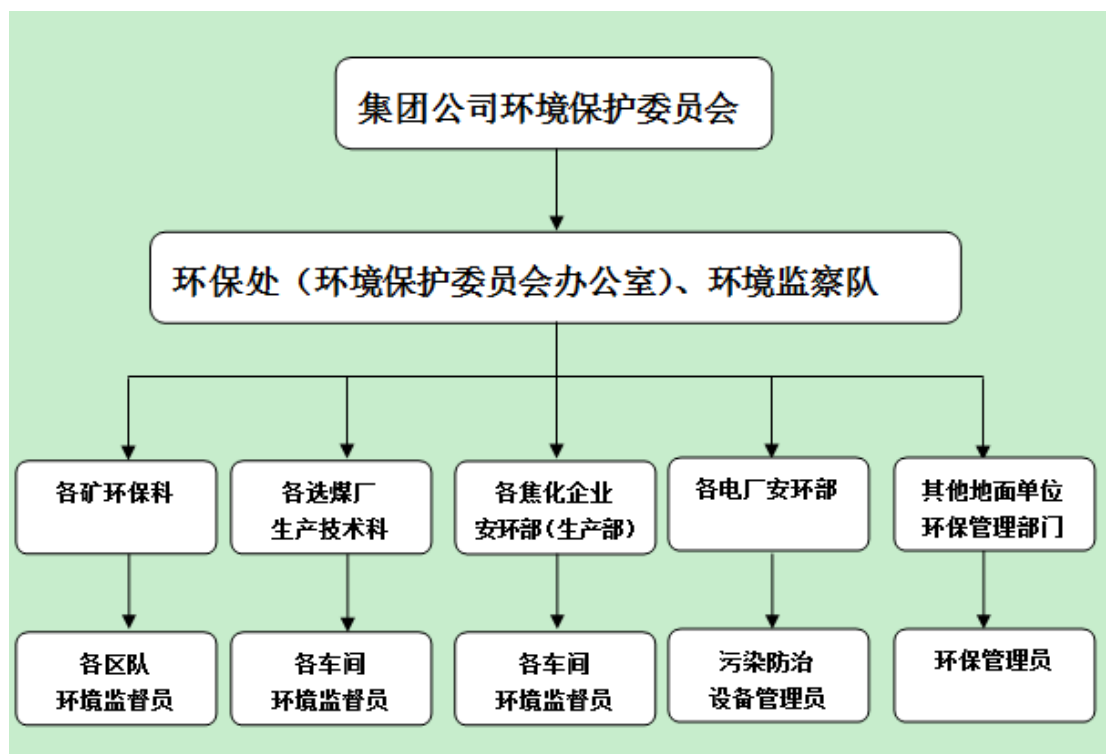 集团公司环境保护委员会
环保处（环境保护委员会办公室）、环境监察队
各矿环保科
各选煤厂
生产技术科
各焦化企业
安环部（生产部）
各电厂安环部
其他地面单位
环保管理部门
各区队
环境监督员
各车间
环境监督员
各车间
环境监督员
污染防治
设备管理员
环保管理员